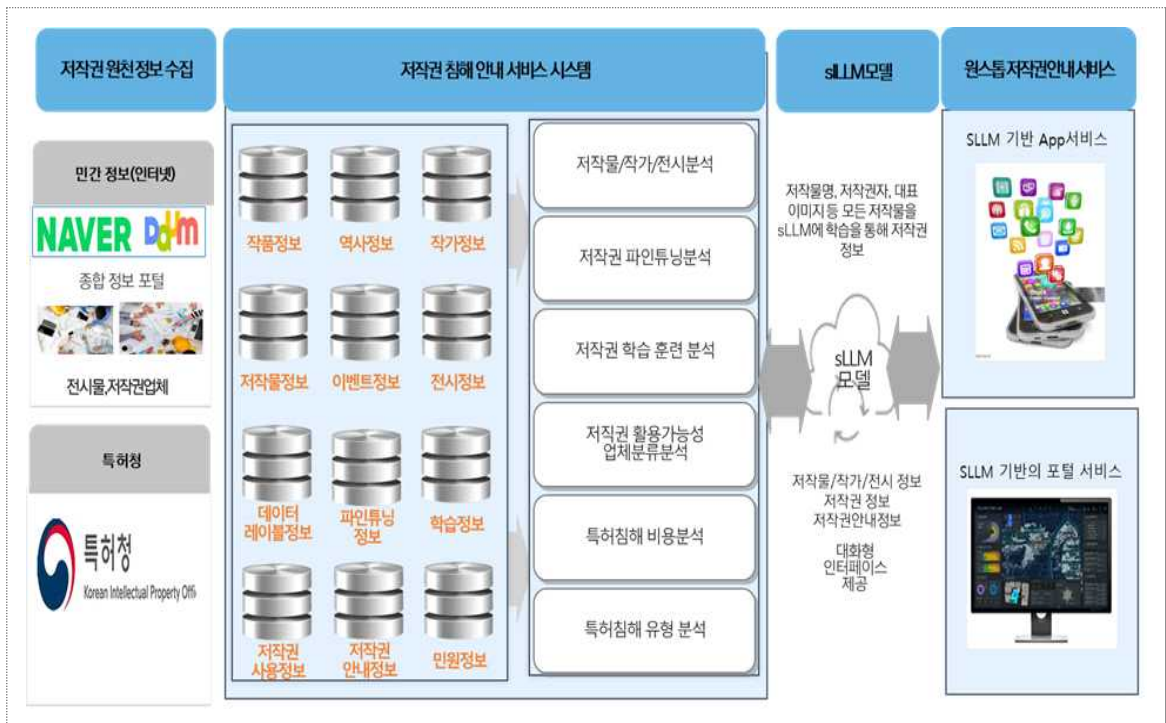 저작권 원천 정보 수집
민간 정보(인터넷)
NAVER Daum
종합 정보 포털
전시물,저작권업체
특허청
특허청
Korean Intellectual Property Offi
저작권 침해 안내 서비스 시스템
작품정보
역사정보
작가정보
저작물정보
이벤트정보
전시정보
데이터
레이블정보
파인튜닝
정보
학습정보
저작권
사용정보
저작권
안내정보
민원정보
저작물/작가/전시분석
저작권 파인튜닝분석
저작권 학습 훈련 분석
저직권 활용가능성
업체분류분석
특허침해 비용분석
특허침해 유형 분석
slLLM모델
저작물명, 저작권자, 대표
이미지 등 모든 저작물을
sLLM에 학습을 통해 저작권
정보
sLLM
모델
저작물/작가/전시 정보
저작권 정보
저작권안내정보
대화형
인터페이스
제공
원스톱 저작권안내서비스
SLLM 기반 App서비스
SLLM 기반의 포털 서비스